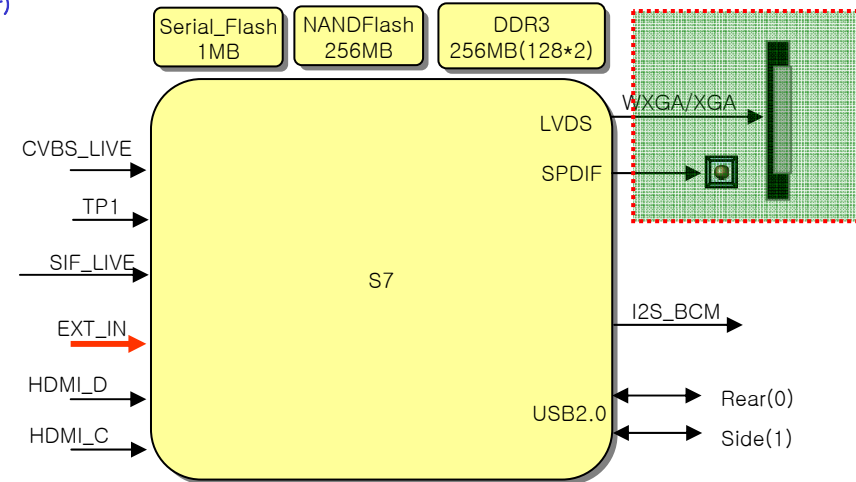 Serial_Flash
1MB
NANDFlash
256MB
DDR3
256MB(128*2)
WXGA/XGA
LVDS
CVBS_LIVE
SPDIF
TP1
SIF_LIVE
S7
I2S_BCM
EXT_IN
HDMI_D
Rear(0)
USB2.0
HDMI_C
Side(1)